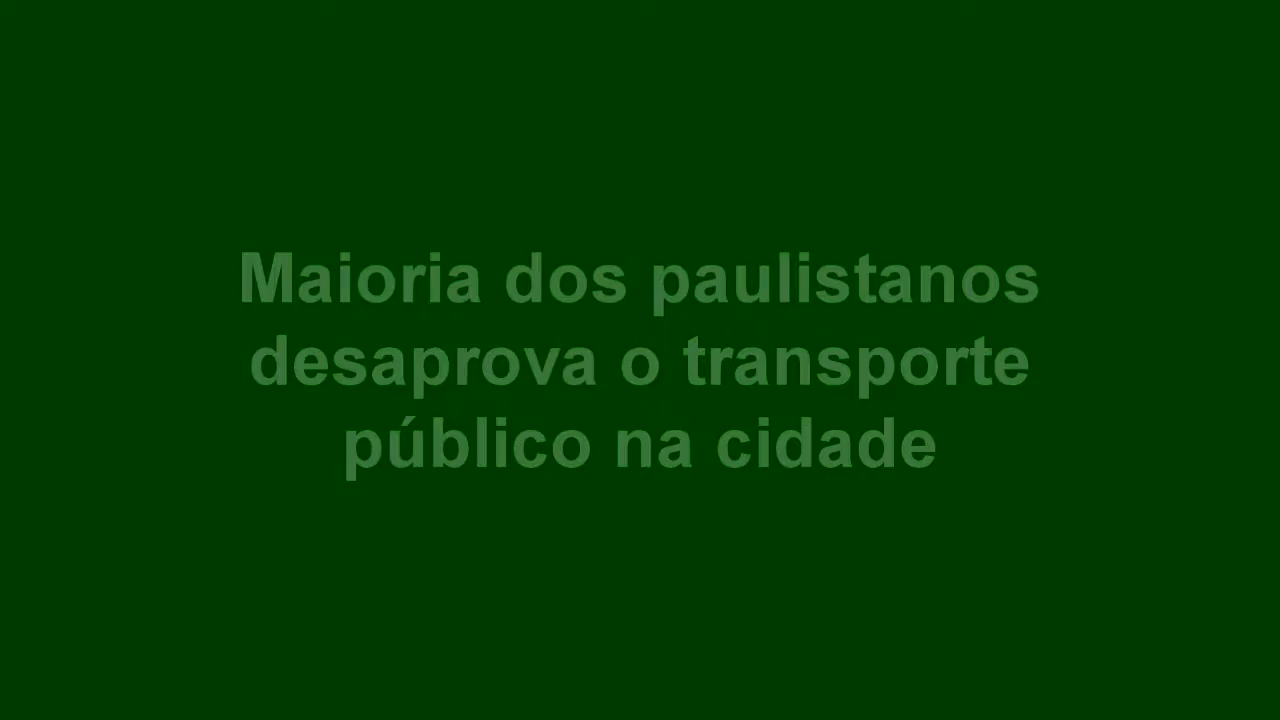 Maioria dos paulistanos
desaprova o transporte
público na cidade